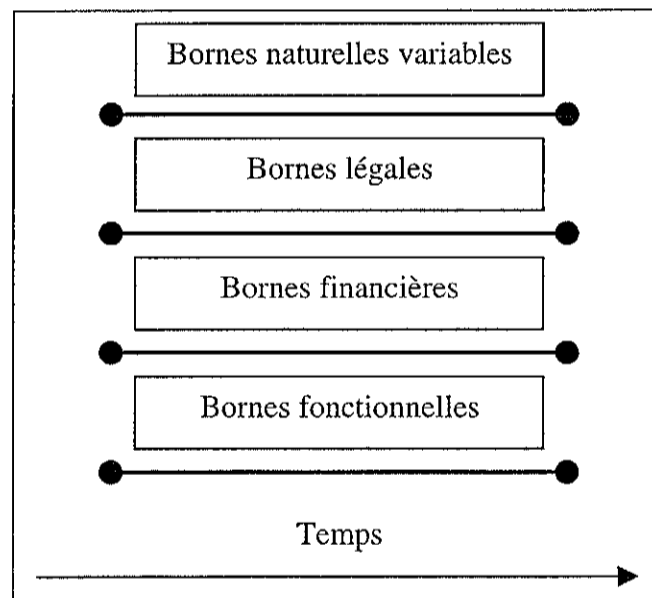 Bornes naturelles variables
Bornes légales
Bornes financières
Bornes fonctionnelles
Temps